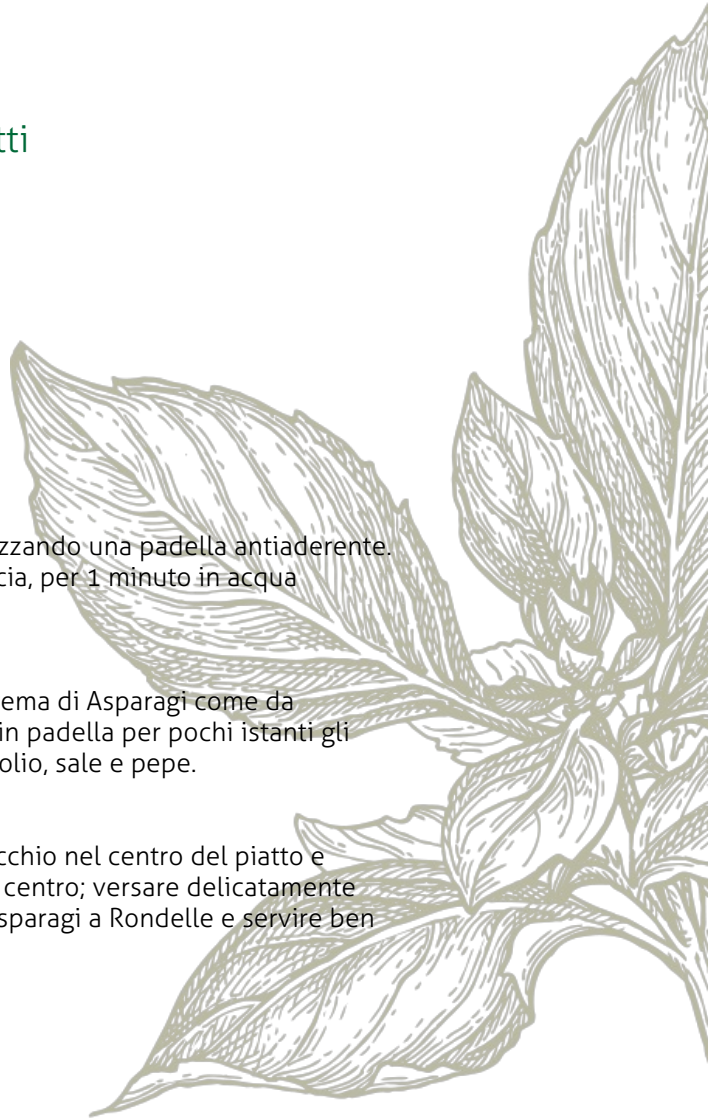 tti
zzando una padella antiaderente.
cia, per 1 minuto in acqua
ema di Asparagi come da
in padella per pochi istanti gli
olio, sale e pepe.
cchio nel centro del piatto e
centro; versare delicatamente
sparagi a Rondelle e servire ben